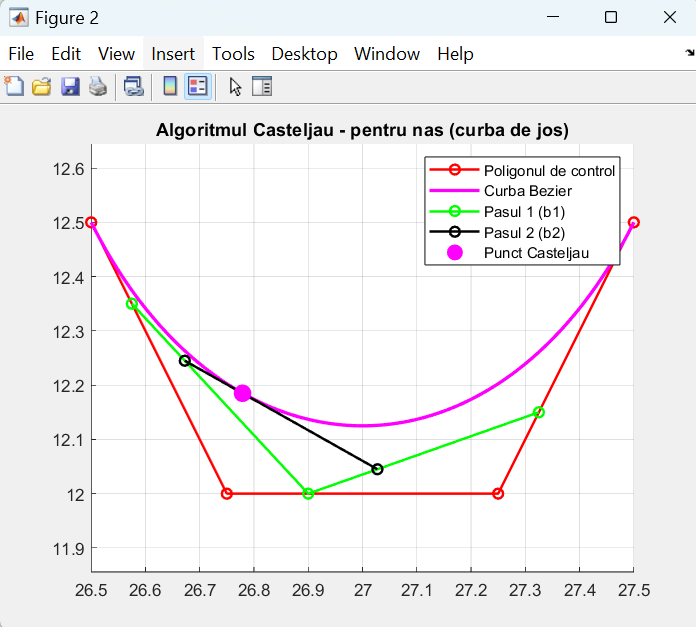 Figure 2
File Edit View Insert Tools Desktop Window Help
Algoritmul Casteljau - pentru nas (curba de jos)
Poligonul de control
Curba Bezier
Pasul 1 (b1)
Pasul 2 (b2)
Punct Casteljau
12.6
12.5
12.4
12.3
12.2
12.1
12
11.9
26.5 26.6 26.7 26.8 26.9 27 27.1 27.2 27.3 27.4 27.5